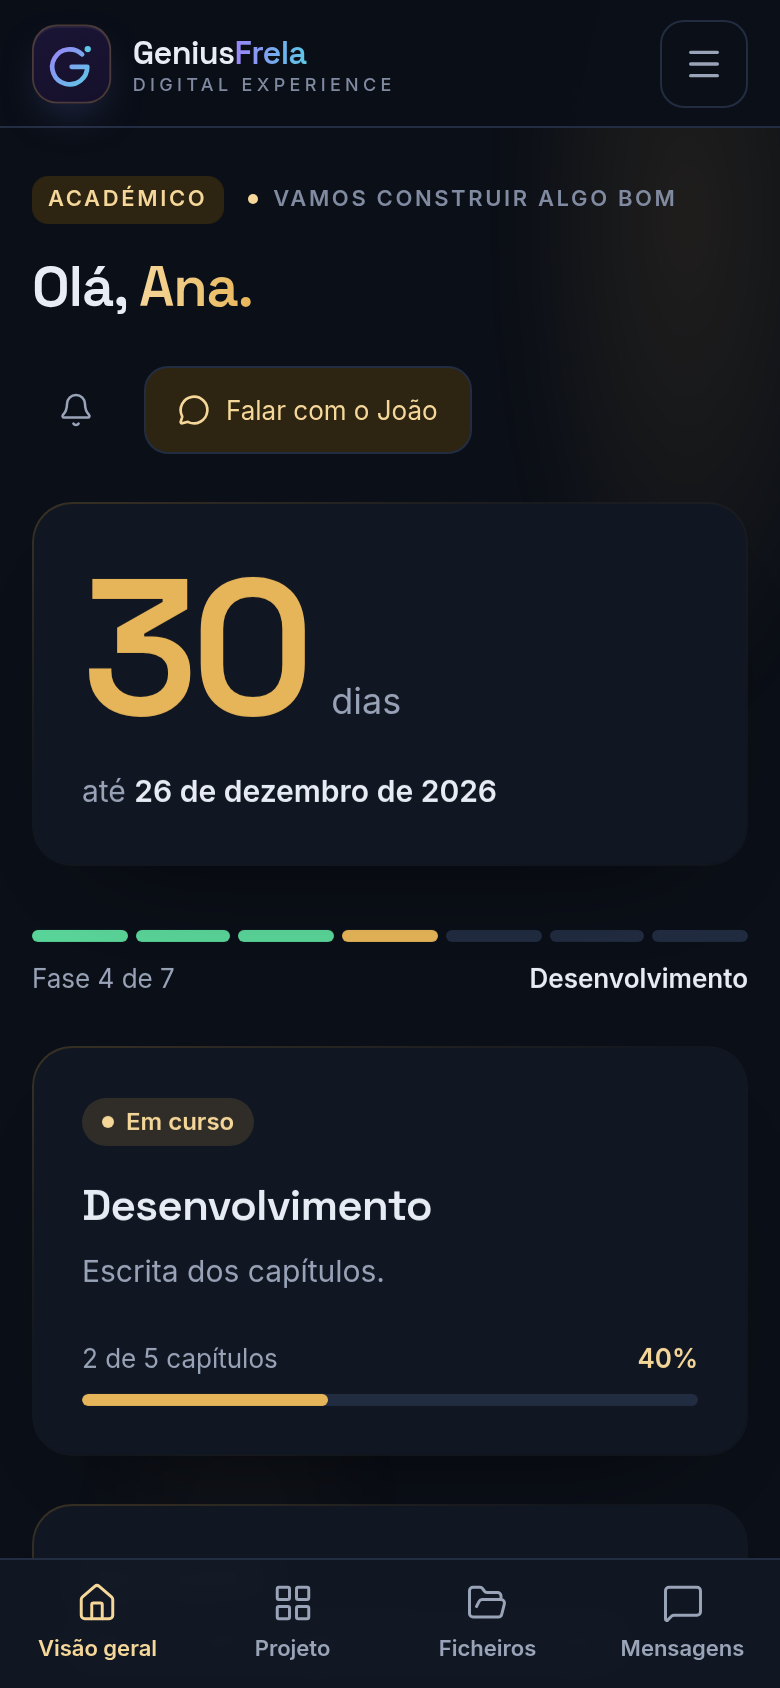 GeniusFrela
DIGITAL EXPERIENCE
ACADÉMICO
VAMOS CONSTRUIR ALGO BOM
Olá, Ana.
Falar com o João
30 dias
até 26 de dezembro de 2026
Fase 4 de 7
Desenvolvimento
Em curso
Desenvolvimento
Escrita dos capítulos.
2 de 5 capítulos
40%
Visão geral
Projeto
Ficheiros
Mensagens